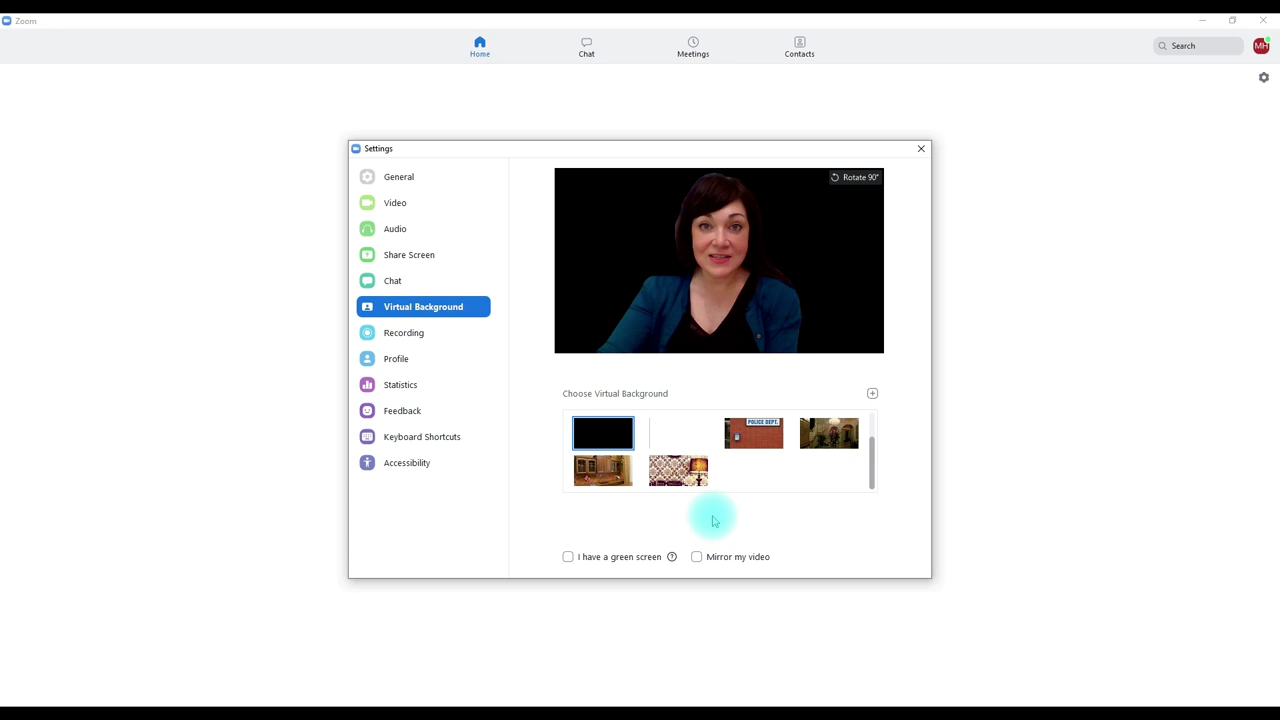 Zoom
Home
Chat
Meetings
Contacts
Search
MH
Settings
General
Video
Audio
Share Screen
Chat
Virtual Background
Recording
Profile
Statistics
Feedback
Keyboard Shortcuts
Accessibility
Rotate 90°
Choose Virtual Background
POLICE DEPT.
I have a green screen ?
Mirror my video